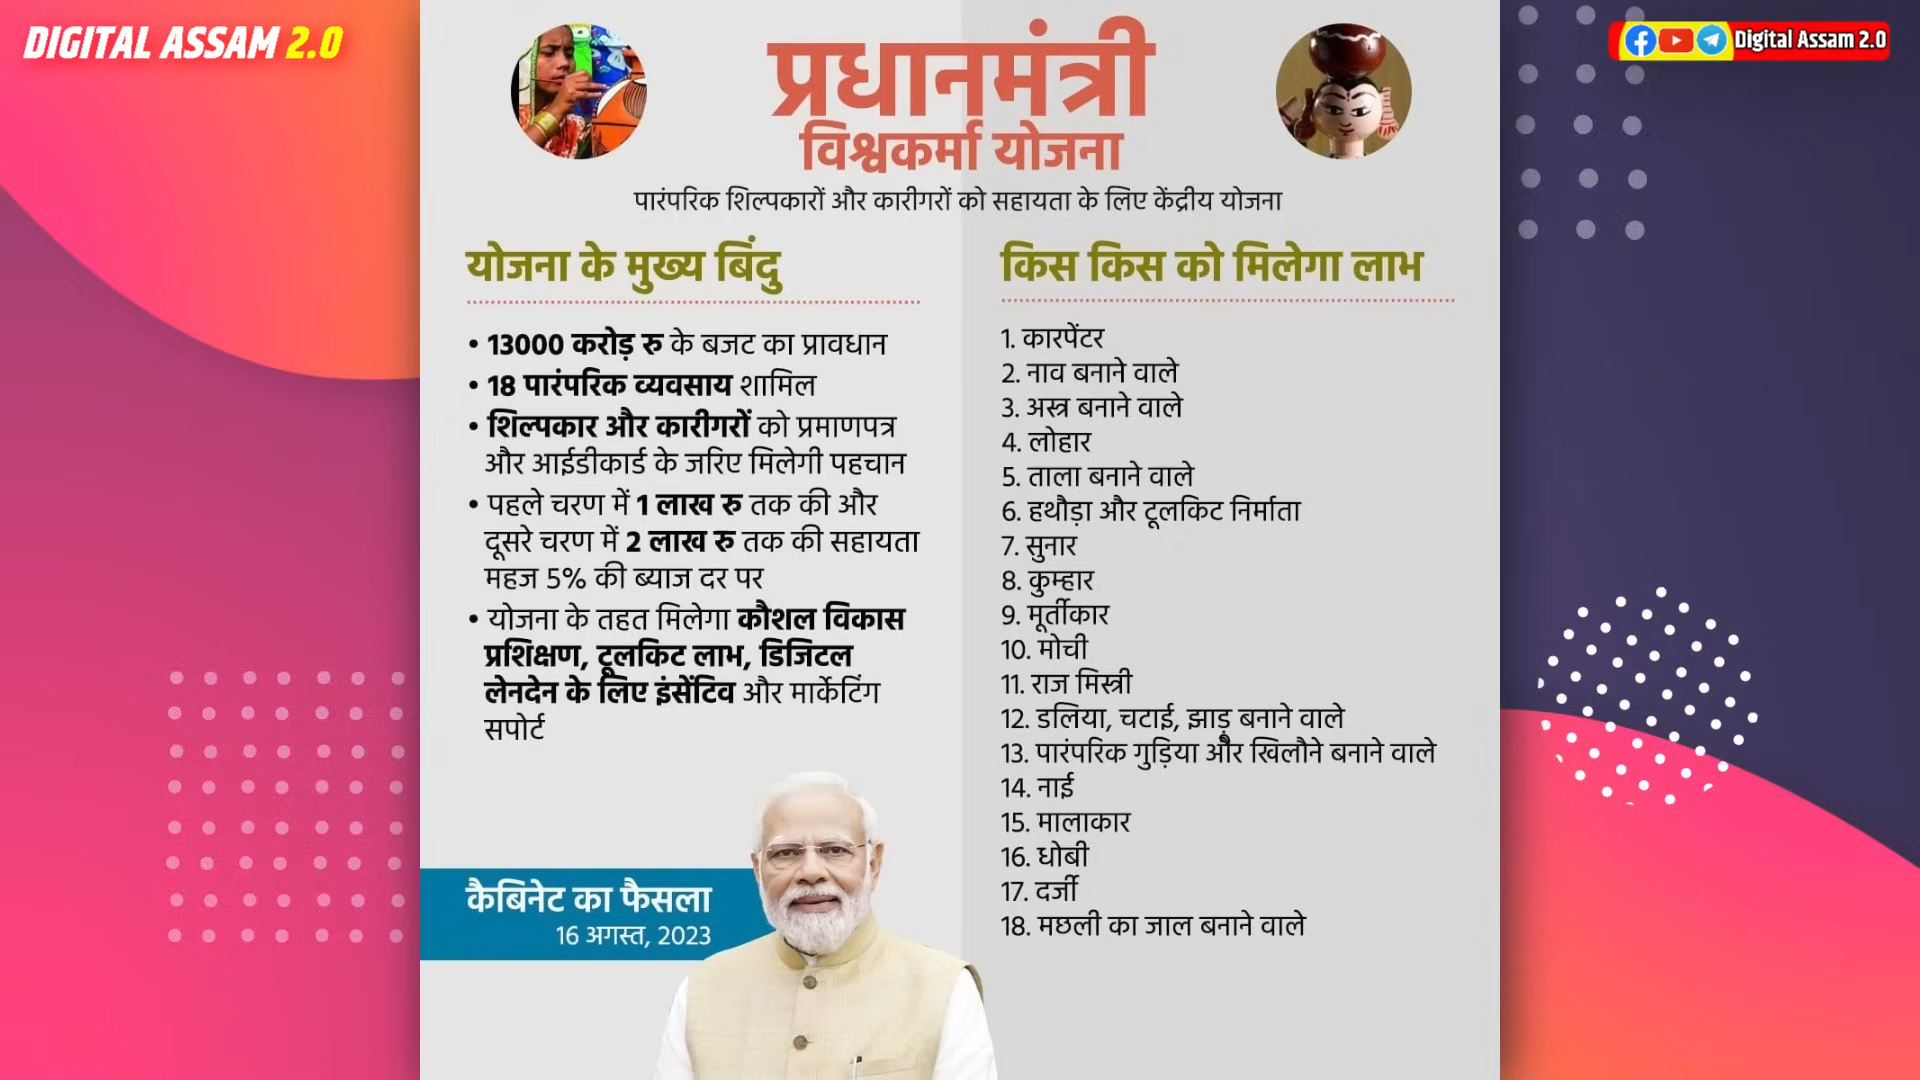 DIGITAL ASSAM 2.0
Digital Assam 2.0
प्रधानमंत्री
विश्वकर्मा योजना
पारंपरिक शिल्पकारों और कारीगरों को सहायता के लिए केंद्रीय योजना
योजना के मुख्य बिंदु
• 13000 करोड़ रु के बजट का प्रावधान
• 18 पारंपरिक व्यवसाय शामिल
• शिल्पकार और कारीगरों को प्रमाणपत्र
और आईडीकार्ड के जरिए मिलेगी पहचान
• पहले चरण में 1 लाख रु तक की और
दूसरे चरण में 2 लाख रु तक की सहायता
महज 5% की ब्याज दर पर
• योजना के तहत मिलेगा कौशल विकास
प्रशिक्षण, टूलकिट लाभ, डिजिटल
लेनदेन के लिए इंसेंटिव और मार्केटिंग
सपोर्ट
कैबिनेट का फैसला
16 अगस्त, 2023
किस किस को मिलेगा लाभ
1. कारपेंटर
2. नाव बनाने वाले
3. अस्त्र बनाने वाले
4. लोहार
5. ताला बनाने वाले
6. हथौड़ा और टूलकिट निर्माता
7. सुनार
8. कुम्हार
9. मूर्तीकार
10. मोची
11. राज मिस्त्री
12. डलिया, चटाई, झाड़ू बनाने वाले
13. पारंपरिक गुड़िया और खिलौने बनाने वाले
14. नाई
15. मालाकार
16. धोबी
17. दर्जी
18. मछली का जाल बनाने वाले